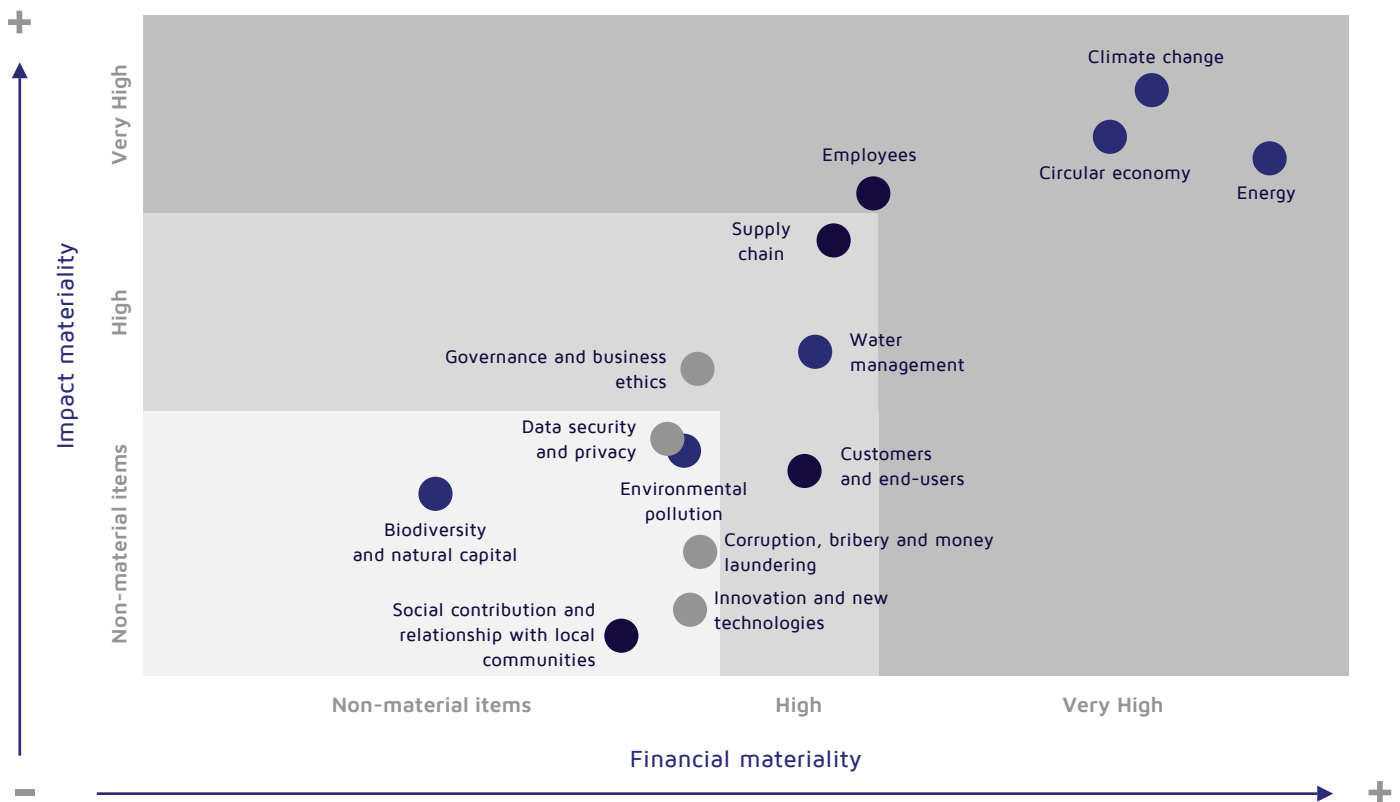 +
Very High
High
Non-material items
Impact materiality
Climate change
Circular economy
Energy
Employees
Supply
chain
Water
management
Governance and business
ethics
Data security
and privacy
Environmental
pollution
Customers
and end-users
Biodiversity
and natural capital
Corruption, bribery and money
laundering
Innovation and new
technologies
Social contribution and
relationship with local
communities
Non-material items
High
Very High
Financial materiality
–
+